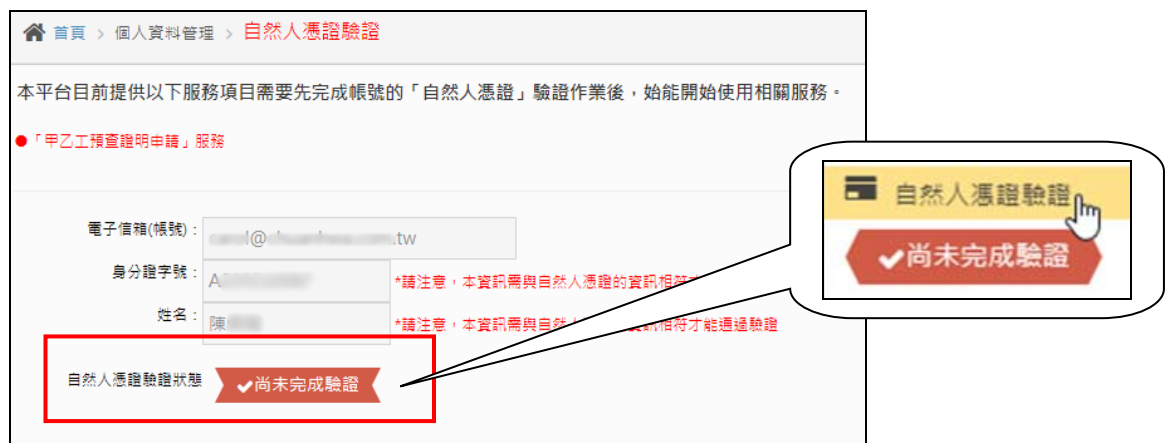 首頁 > 個人資料管理 > 自然人憑證驗證
本平台目前提供以下服務項目需要先完成帳號的「自然人憑證」驗證作業後，始能開始使用相關服務。
●「甲乙工預查證明申請」服務
電子信箱(帳號)：
@ .tw
身分證字號：
A
*請注意，本資訊需與自然人憑證的資訊相符
姓名：
陳
*請注意，本資訊需與自然人 資訊相符才能通過驗證
自然人憑證驗證狀態
✔尚未完成驗證
自然人憑證驗證
✔尚未完成驗證